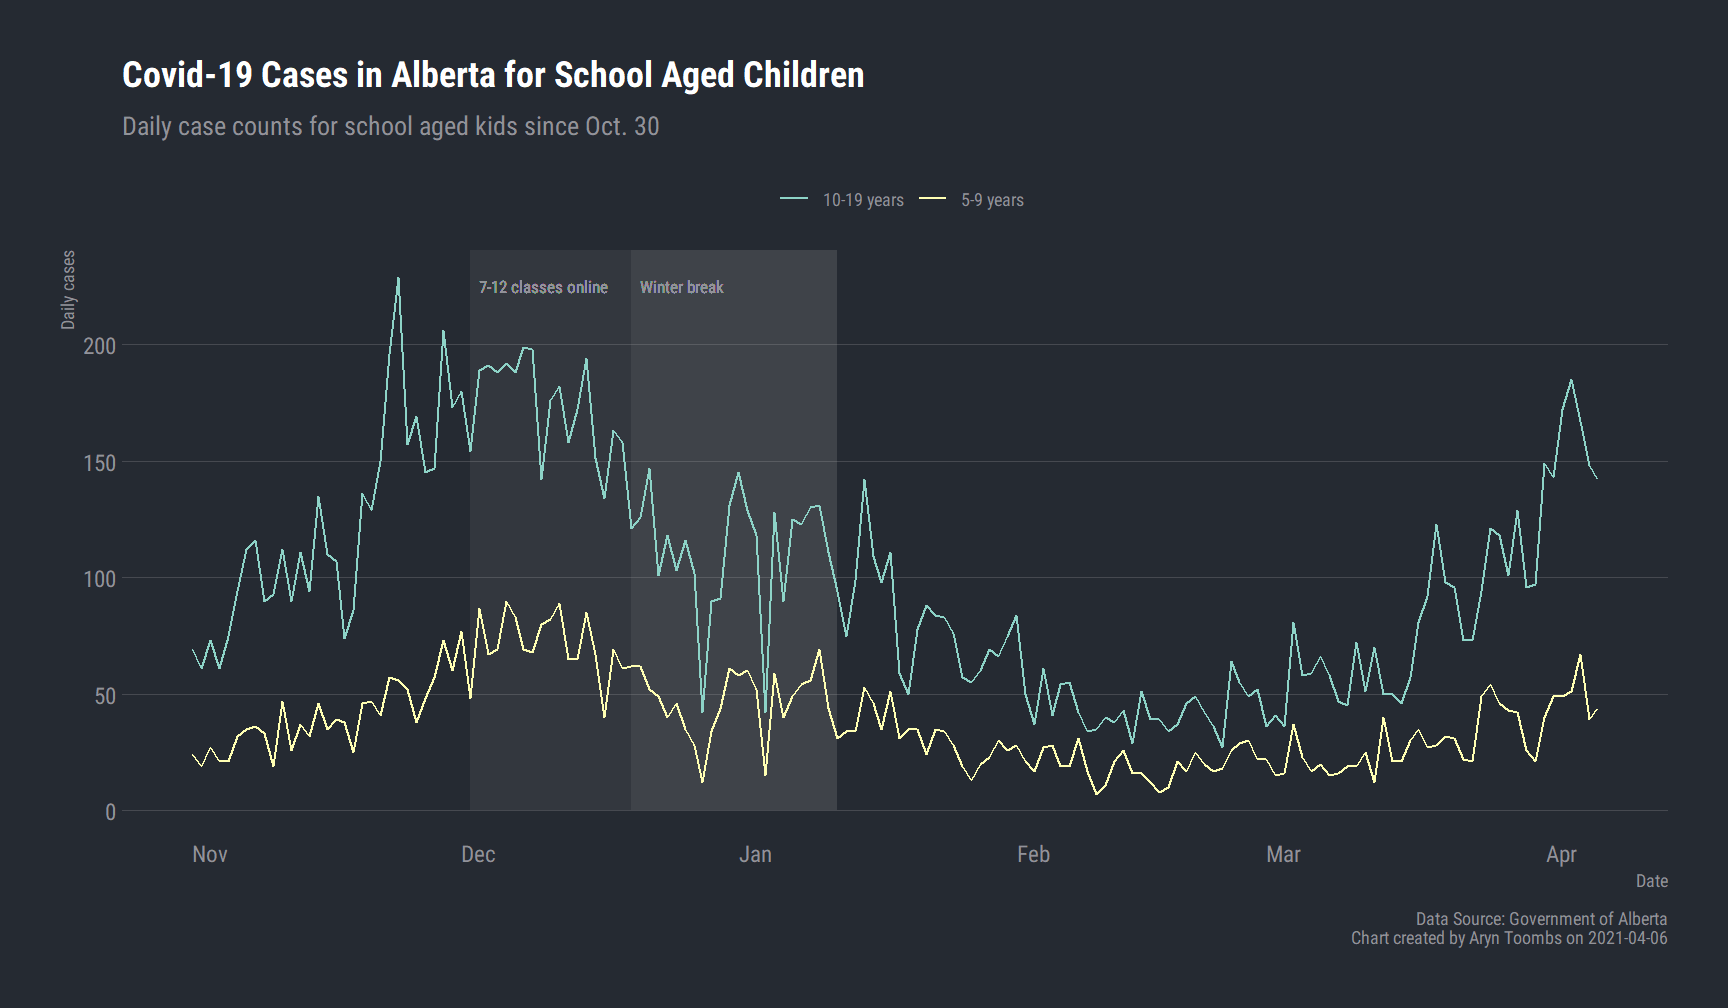 Covid-19 Cases in Alberta for School Aged Children
Daily case counts for school aged kids since Oct. 30
10-19 years 5-9 years
Daily cases
7-12 classes online Winter break
200
150
100
50
0
Nov Dec Jan Feb Mar Apr
Date
Data Source: Government of Alberta
Chart created by Aryn Toombs on 2021-04-06